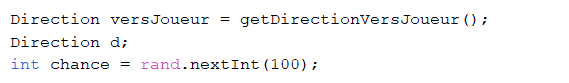 Direction versJoueur = getDirectionVersJoueur();
Direction d;
int chance = rand.nextInt(100);